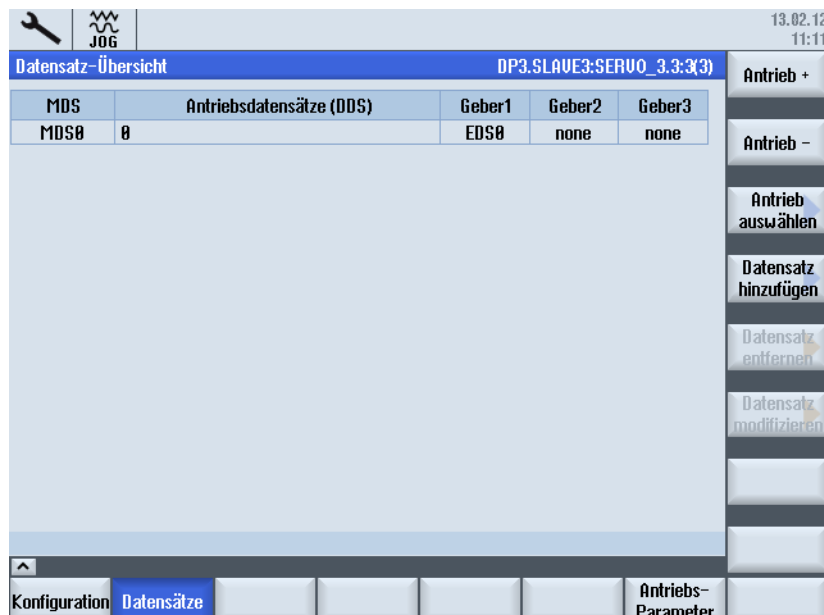 JOG
13.02.12
11:11
Datensatz-Übersicht DP3.SLAVE3:SERVO_3.3:3(3)
MDS Antriebsdatensätze (DDS) Geber1 Geber2 Geber3
MDS0 0 EDS0 none none
Antrieb +
Antrieb -
Antrieb
auswählen
Datensatz
hinzufügen
Datensatz
entfernen
Datensatz
modifizieren
Konfiguration Datensätze Antriebs-
Parameter